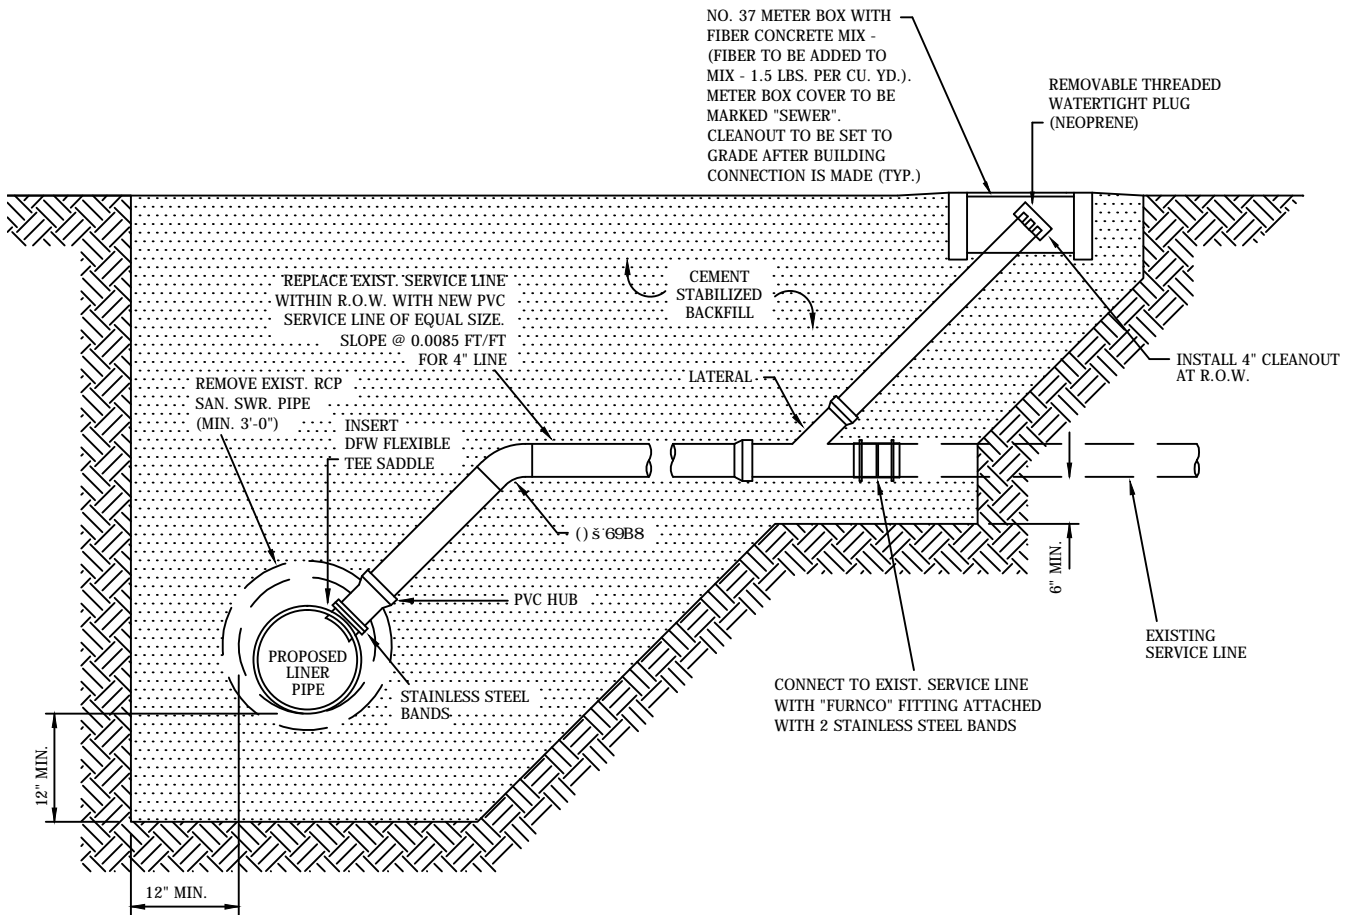 NO. 37 METER BOX WITH
FIBER CONCRETE MIX -
(FIBER TO BE ADDED TO
MIX - 1.5 LBS. PER CU. YD.).
METER BOX COVER TO BE
MARKED "SEWER".
CLEANOUT TO BE SET TO
GRADE AFTER BUILDING
CONNECTION IS MADE (TYP.)
REMOVABLE THREADED
WATERTIGHT PLUG
(NEOPRENE)
REPLACE EXIST. SERVICE LINE
WITHIN R.O.W. WITH NEW PVC
SERVICE LINE OF EQUAL SIZE.
SLOPE @ 0.0085 FT/FT
FOR 4" LINE
CEMENT
STABILIZED
BACKFILL
INSTALL 4" CLEANOUT
AT R.O.W.
LATERAL
REMOVE EXIST. RCP
SAN. SWR. PIPE
(MIN. 3'-0")
INSERT
DFW FLEXIBLE
TEE SADDLE
() š 69B8
PVC HUB
6" MIN.
EXISTING
SERVICE LINE
PROPOSED
LINER
PIPE
STAINLESS STEEL
BANDS
CONNECT TO EXIST. SERVICE LINE
WITH "FURNCO" FITTING ATTACHED
WITH 2 STAINLESS STEEL BANDS
12" MIN.
12" MIN.